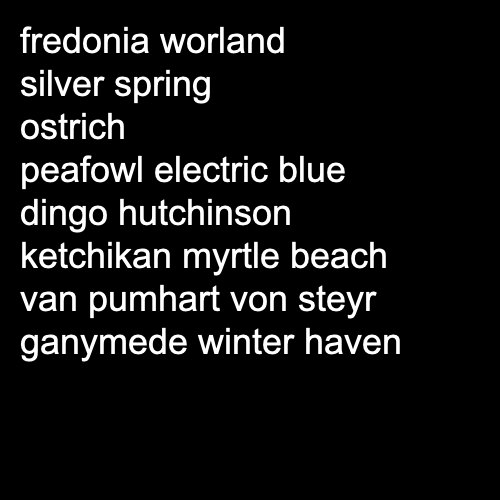 fredonia worland
silver spring
ostrich
peafowl electric blue
dingo hutchinson
ketchikan myrtle beach
van pumhart von steyr
ganymede winter haven